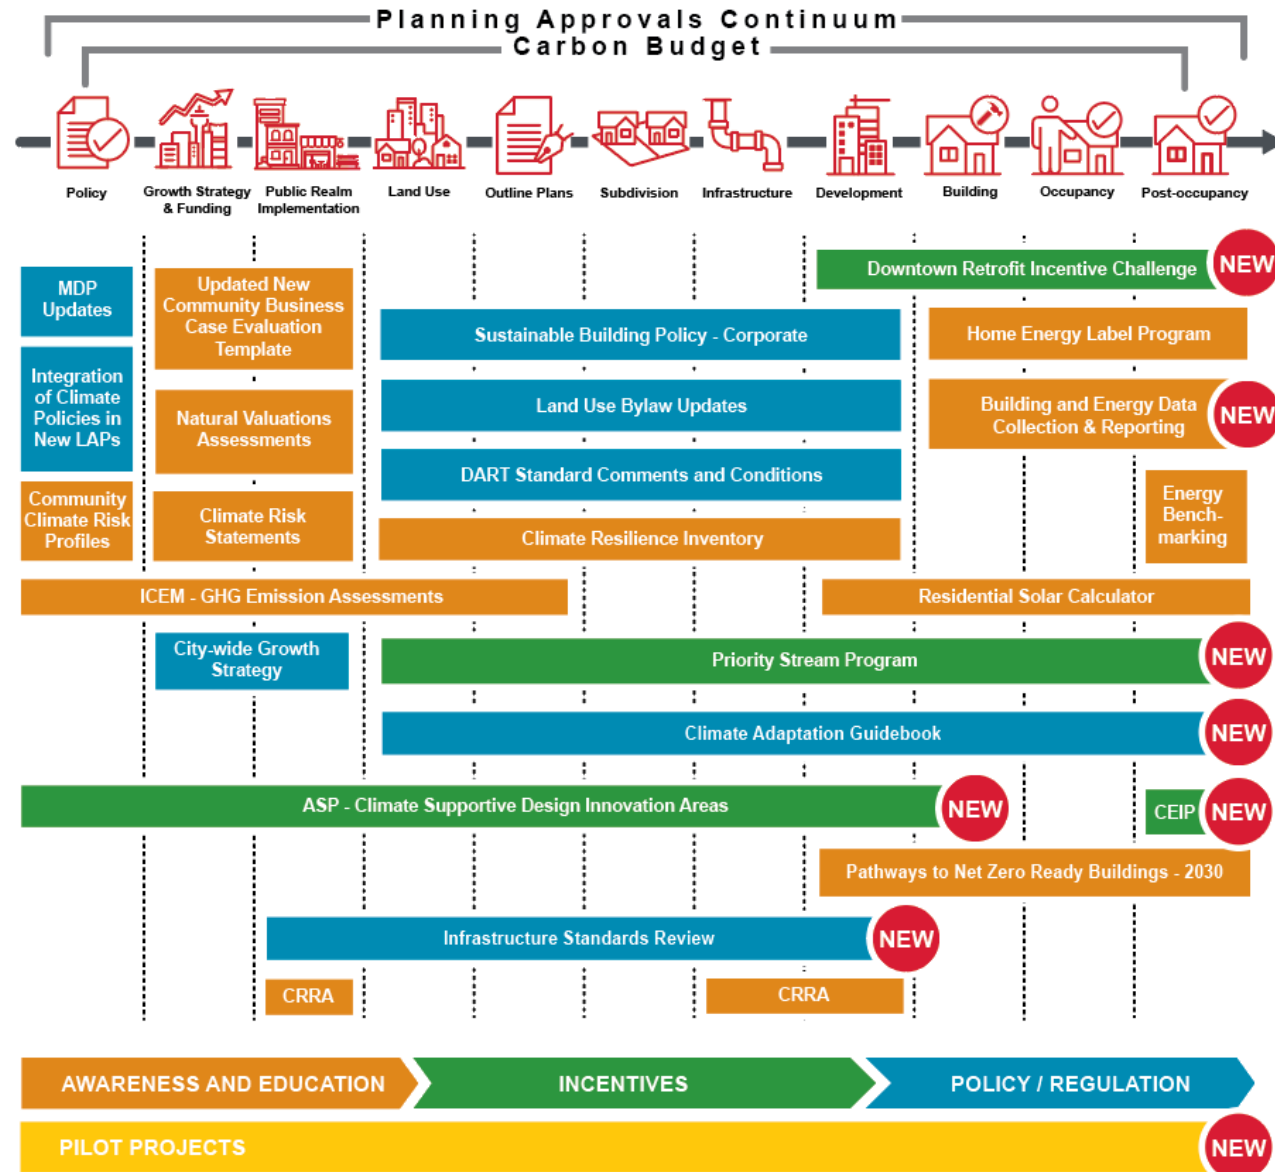 Planning Approvals Continuum
Carbon Budget
Policy
Growth Strategy
& Funding
Public Realm
Implementation
Land Use
Outline Plans
Subdivision
Infrastructure
Development
Building
Occupancy
Post-occupancy
Downtown Retrofit Incentive Challenge
NEW
MDP
Updates
Updated New
Community Business
Case Evaluation
Template
Sustainable Building Policy - Corporate
Home Energy Label Program
Integration
of Climate
Policies in
New LAPs
Natural Valuations
Assessments
Land Use Bylaw Updates
Building and Energy Data
Collection & Reporting
NEW
DART Standard Comments and Conditions
Community
Climate Risk
Profiles
Climate Risk
Statements
Climate Resilience Inventory
Energy
Bench-
marking
ICEM - GHG Emission Assessments
Residential Solar Calculator
City-wide Growth
Strategy
Priority Stream Program
NEW
Climate Adaptation Guidebook
NEW
ASP - Climate Supportive Design Innovation Areas
NEW
CEIP
NEW
Pathways to Net Zero Ready Buildings - 2030
Infrastructure Standards Review
NEW
CRRA
CRRA
AWARENESS AND EDUCATION
INCENTIVES
POLICY / REGULATION
PILOT PROJECTS
NEW